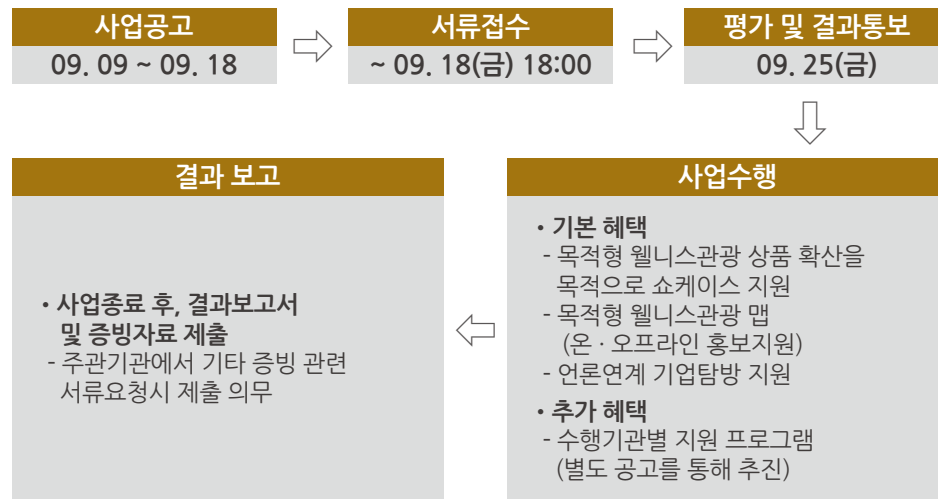 사업공고
09. 09 ~ 09. 18
서류접수
~ 09. 18(금) 18:00
평가 및 결과통보
09. 25(금)
사업수행
• 기본 혜택
- 목적형 웰니스관광 상품 확산을
목적으로 쇼케이스 지원
- 목적형 웰니스관광 맵
(온 · 오프라인 홍보지원)
- 언론연계 기업탐방 지원
• 추가 혜택
- 수행기관별 지원 프로그램
(별도 공고를 통해 추진)
결과 보고
• 사업종료 후, 결과보고서
및 증빙자료 제출
- 주관기관에서 기타 증빙 관련
서류요청시 제출 의무